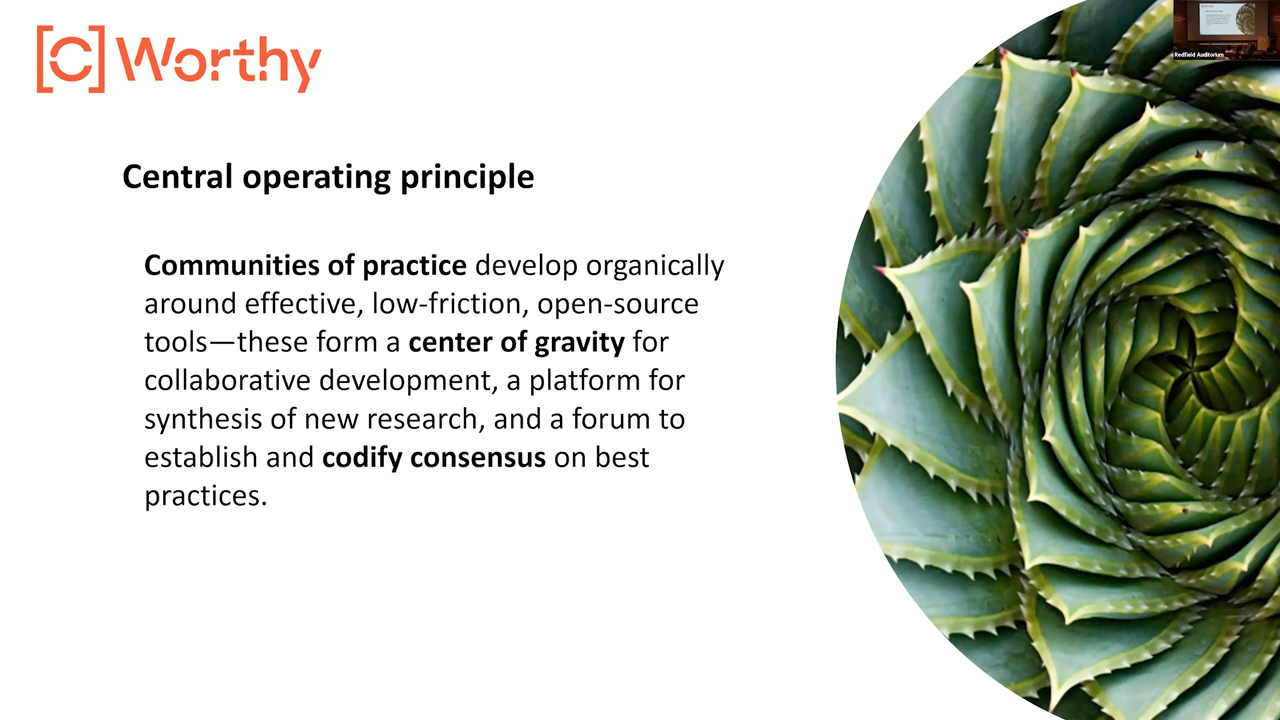 [C] Worthy
Redfield Auditorium
Central operating principle
Communities of practice develop organically
around effective, low-friction, open-source
tools—these form a center of gravity for
collaborative development, a platform for
synthesis of new research, and a forum to
establish and codify consensus on best
practices.